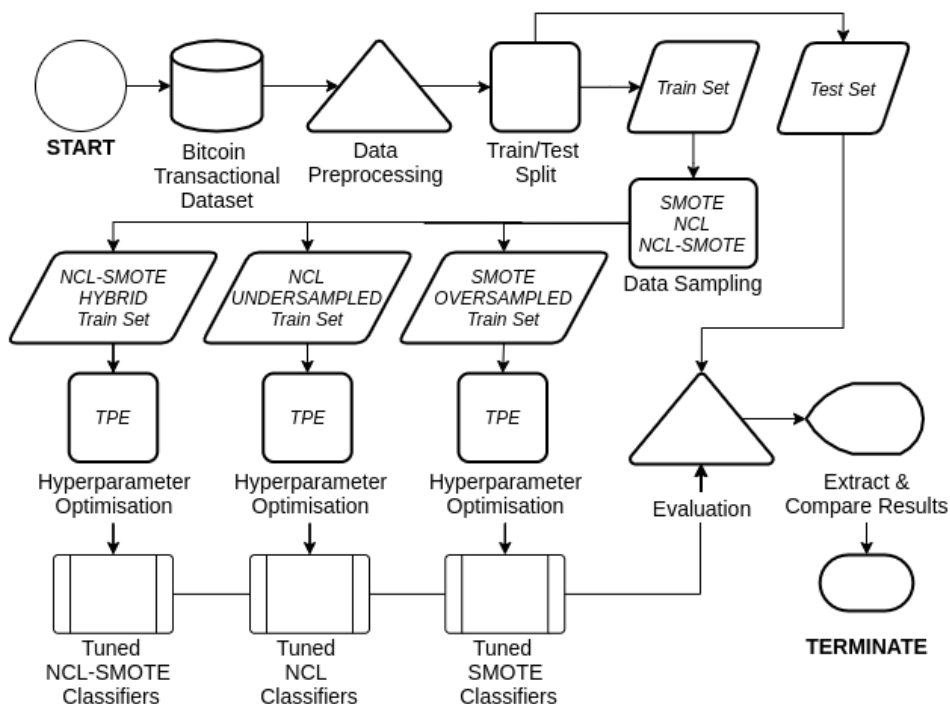 START
Bitcoin
Transactional
Dataset
Data
Preprocessing
Train/Test
Split
Train Set
Test Set
SMOTE
NCL
NCL-SMOTE
Data Sampling
NCL-SMOTE
HYBRID
Train Set
NCL
UNDERSAMPLED
Train Set
SMOTE
OVERSAMPLED
Train Set
TPE
Hyperparameter
Optimisation
TPE
Hyperparameter
Optimisation
TPE
Hyperparameter
Optimisation
Evaluation
Extract &
Compare Results
Tuned
NCL-SMOTE
Classifiers
Tuned
NCL
Classifiers
Tuned
SMOTE
Classifiers
TERMINATE